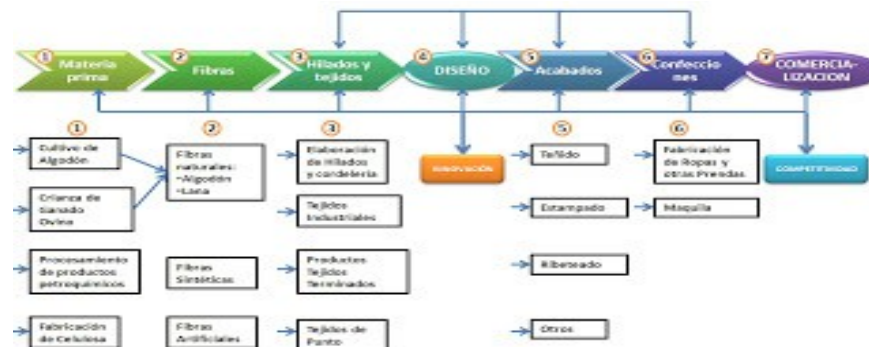 1 Materia
prima
2 Fibras
3 Hilados y
tejidos
4 DISEÑO
5 Acabados
6 Confeccio
nes
7 COMERCIA-
LIZACION
1
2
3
5
6
Cultivo de
Algodón
Crianza de
Ganado
Ovino
Procesamiento
de productos
petroquímicos
Fabricación
de Celulosa
Fibras
naturales:
-Algodón
-Lana
Fibras
Sintéticas
Fibras
Artificiales
Elaboración
de Hilados
y cordelería
Tejidos
Industriales
Productos
Tejidos
Terminados
Tejidos de
Punto
INNOVACIÓN
Teñido
Estampado
Ribeteado
Otros
Fabricación
de Ropas y
otras Prendas
Maquila
COMPETITIVIDAD